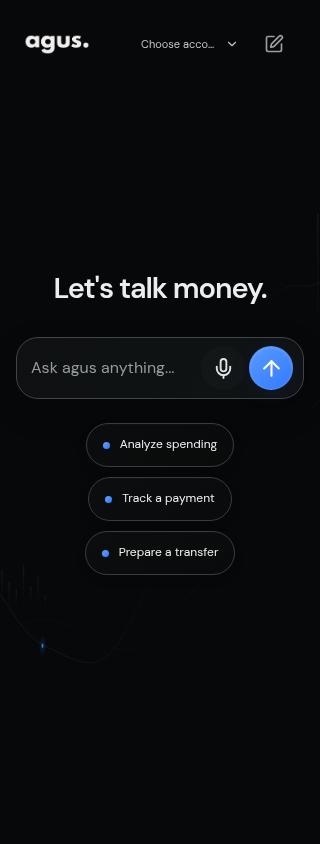 agus.
Choose acco...
Let's talk money.
Ask agus anything...
Analyze spending
Track a payment
Prepare a transfer